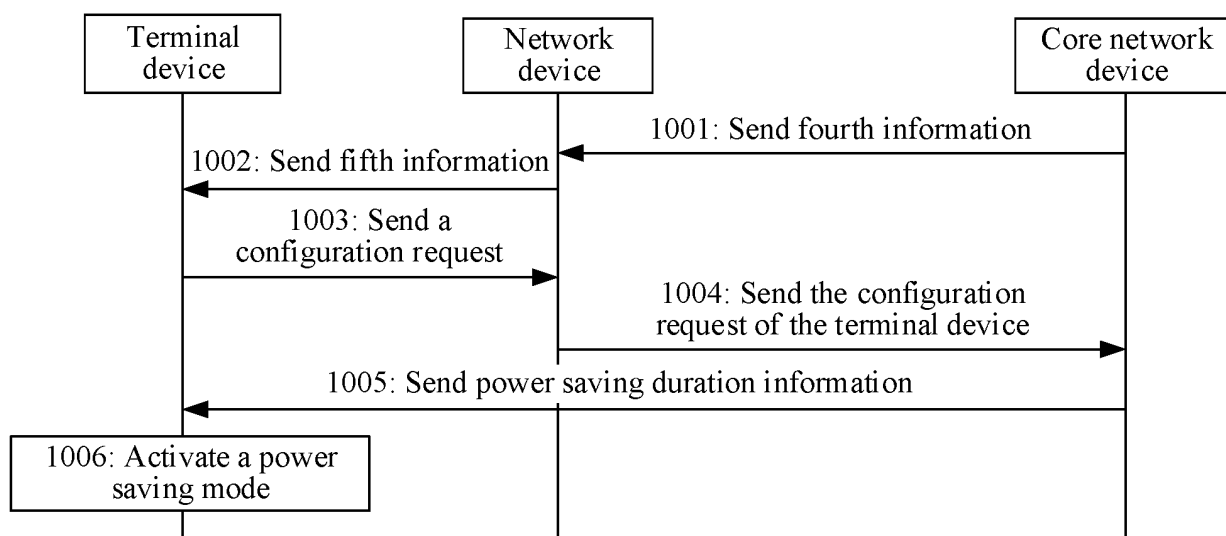 Terminal
device
Network
device
Core network
device
1001: Send fourth information
1002: Send fifth information
1003: Send a
configuration request
1004: Send the configuration
request of the terminal device
1005: Send power saving duration information
1006: Activate a power
saving mode